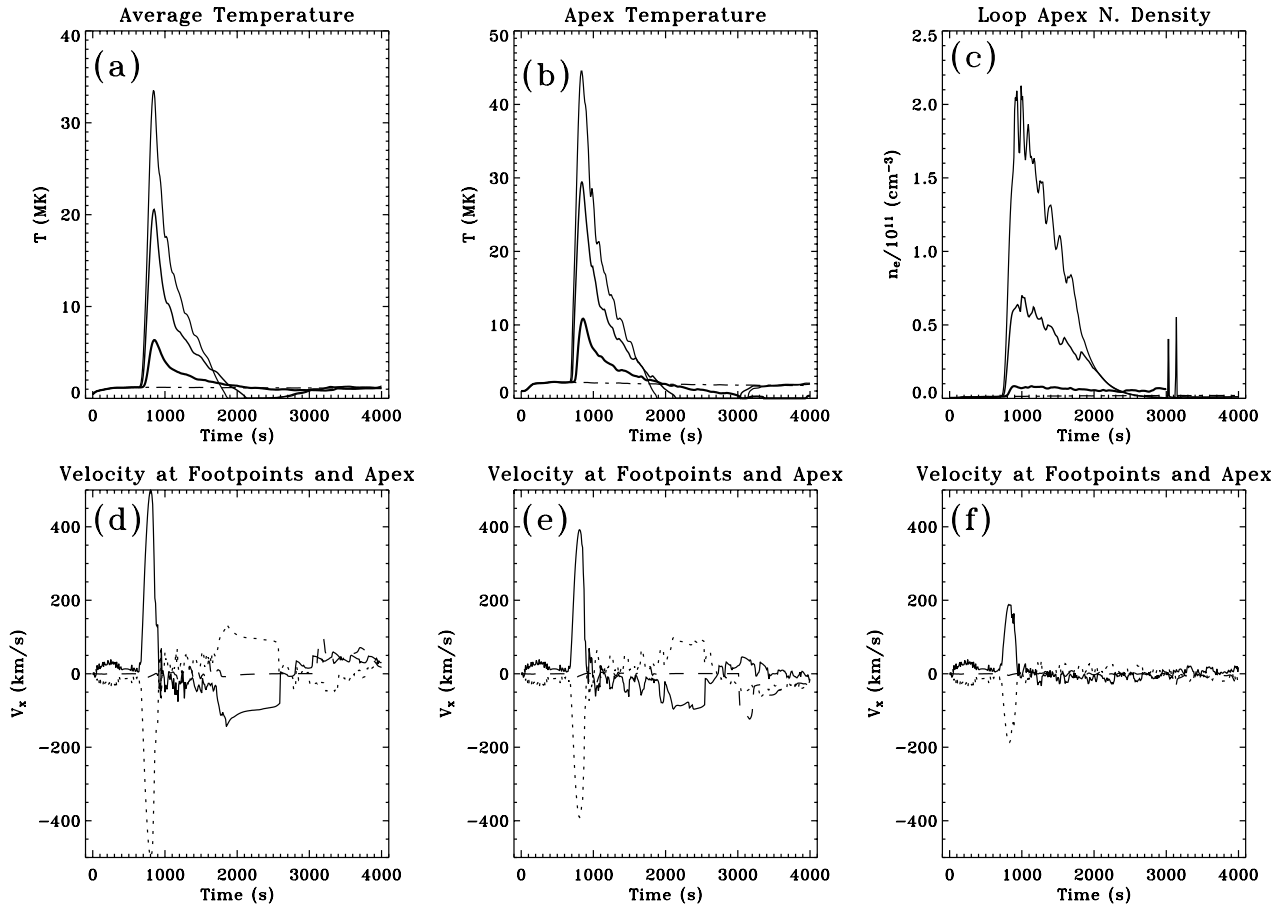 Average Temperature
Apex Temperature
Loop Apex N. Density
(a)
(b)
(c)
40
30
20
10
0
T (MK)
0 1000 2000 3000 4000
Time (s)
50
40
30
20
10
0
T (MK)
0 1000 2000 3000 4000
Time (s)
2.5
2.0
1.5
1.0
0.5
0.0
nₑ/10¹¹ (cm⁻³)
0 1000 2000 3000 4000
Time (s)
Velocity at Footpoints and Apex
Velocity at Footpoints and Apex
Velocity at Footpoints and Apex
(d)
(e)
(f)
400
200
0
−200
−400
Vₓ (km/s)
0 1000 2000 3000 4000
Time (s)
400
200
0
−200
−400
Vₓ (km/s)
0 1000 2000 3000 4000
Time (s)
400
200
0
−200
−400
Vₓ (km/s)
0 1000 2000 3000 4000
Time (s)